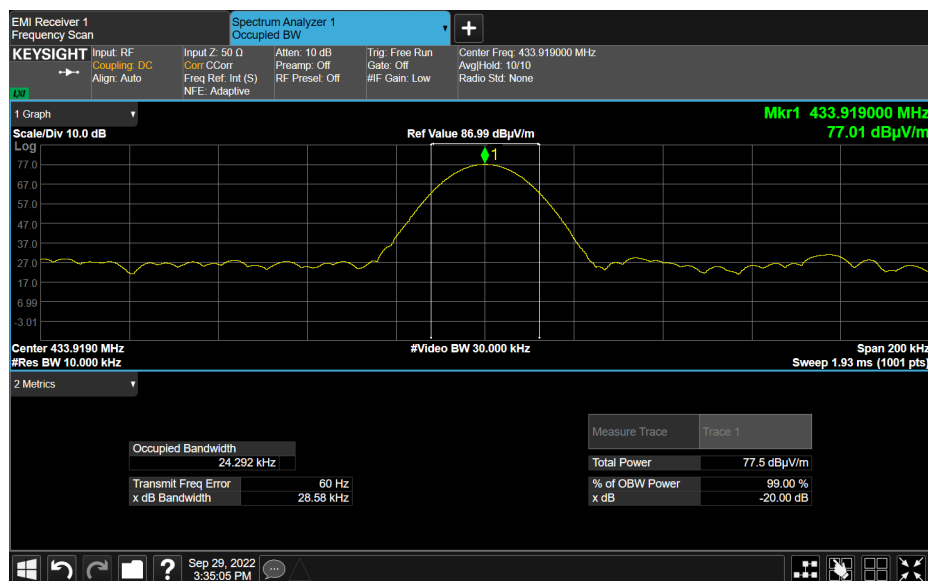 EMI Receiver 1
Frequency Scan
Spectrum Analyzer 1
Occupied BW
KEYSIGHT
Input: RF
Coupling: DC
Align: Auto
Input Z: 50 Ω
Corr CCorr
Freq Ref: Int (S)
NFE: Adaptive
Atten: 10 dB
Preamp: Off
RF Presel: Off
Trig: Free Run
Gate: Off
#IF Gain: Low
Center Freq: 433.919000 MHz
Avg|Hold: 10/10
Radio Std: None
LXI
1 Graph
Mkr1 433.919000 MHz
Scale/Div 10.0 dB
Ref Value 86.99 dBµV/m
77.01 dBµV/m
Log
1
77.0
67.0
57.0
47.0
37.0
27.0
17.0
6.99
-3.01
Center 433.9190 MHz
#Video BW 30.000 kHz
Span 200 kHz
#Res BW 10.000 kHz
Sweep 1.93 ms (1001 pts)
2 Metrics
Measure Trace Trace 1
Occupied Bandwidth
24.292 kHz
Total Power 77.5 dBµV/m
Transmit Freq Error 60 Hz
% of OBW Power 99.00 %
x dB Bandwidth 28.58 kHz
x dB -20.00 dB
?
Sep 29, 2022
3:35:05 PM